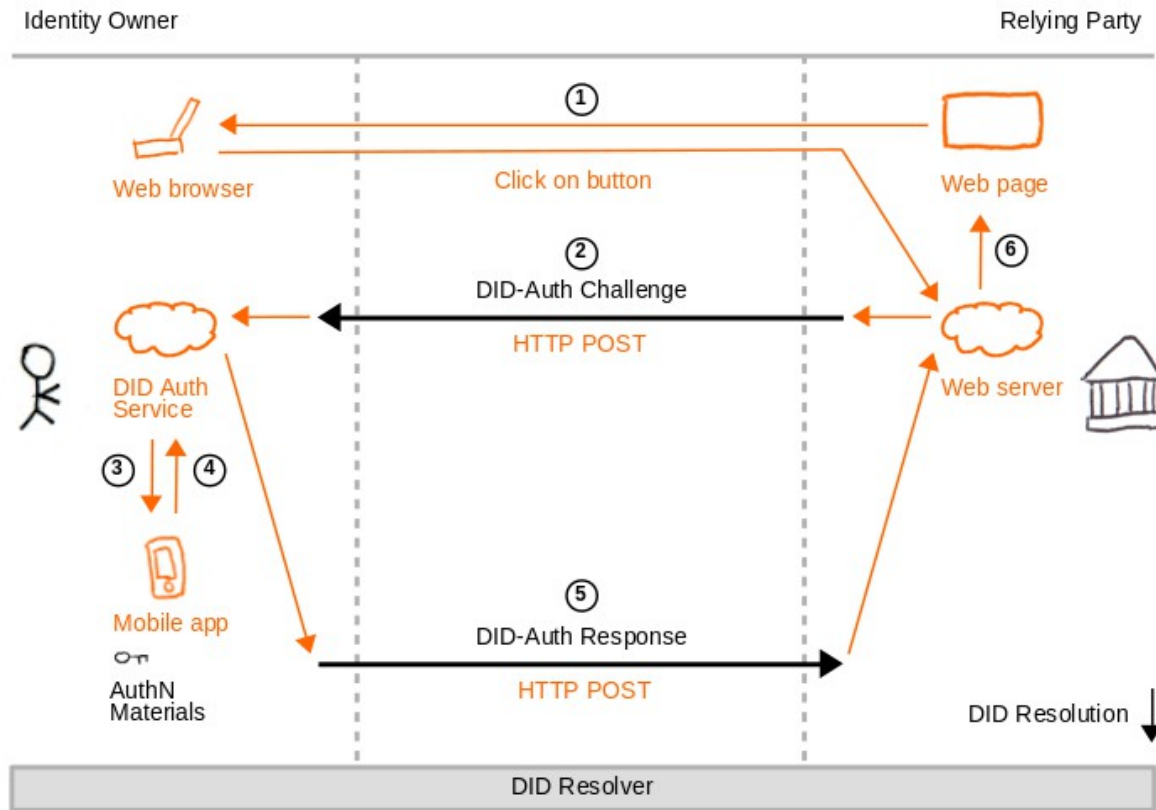 Identity Owner
Relying Party
1
Web browser
Click on button
Web page
2
6
DID-Auth Challenge
HTTP POST
DID Auth
Service
Web server
3
4
5
Mobile app
DID-Auth Response
HTTP POST
AuthN
Materials
DID Resolution
DID Resolver